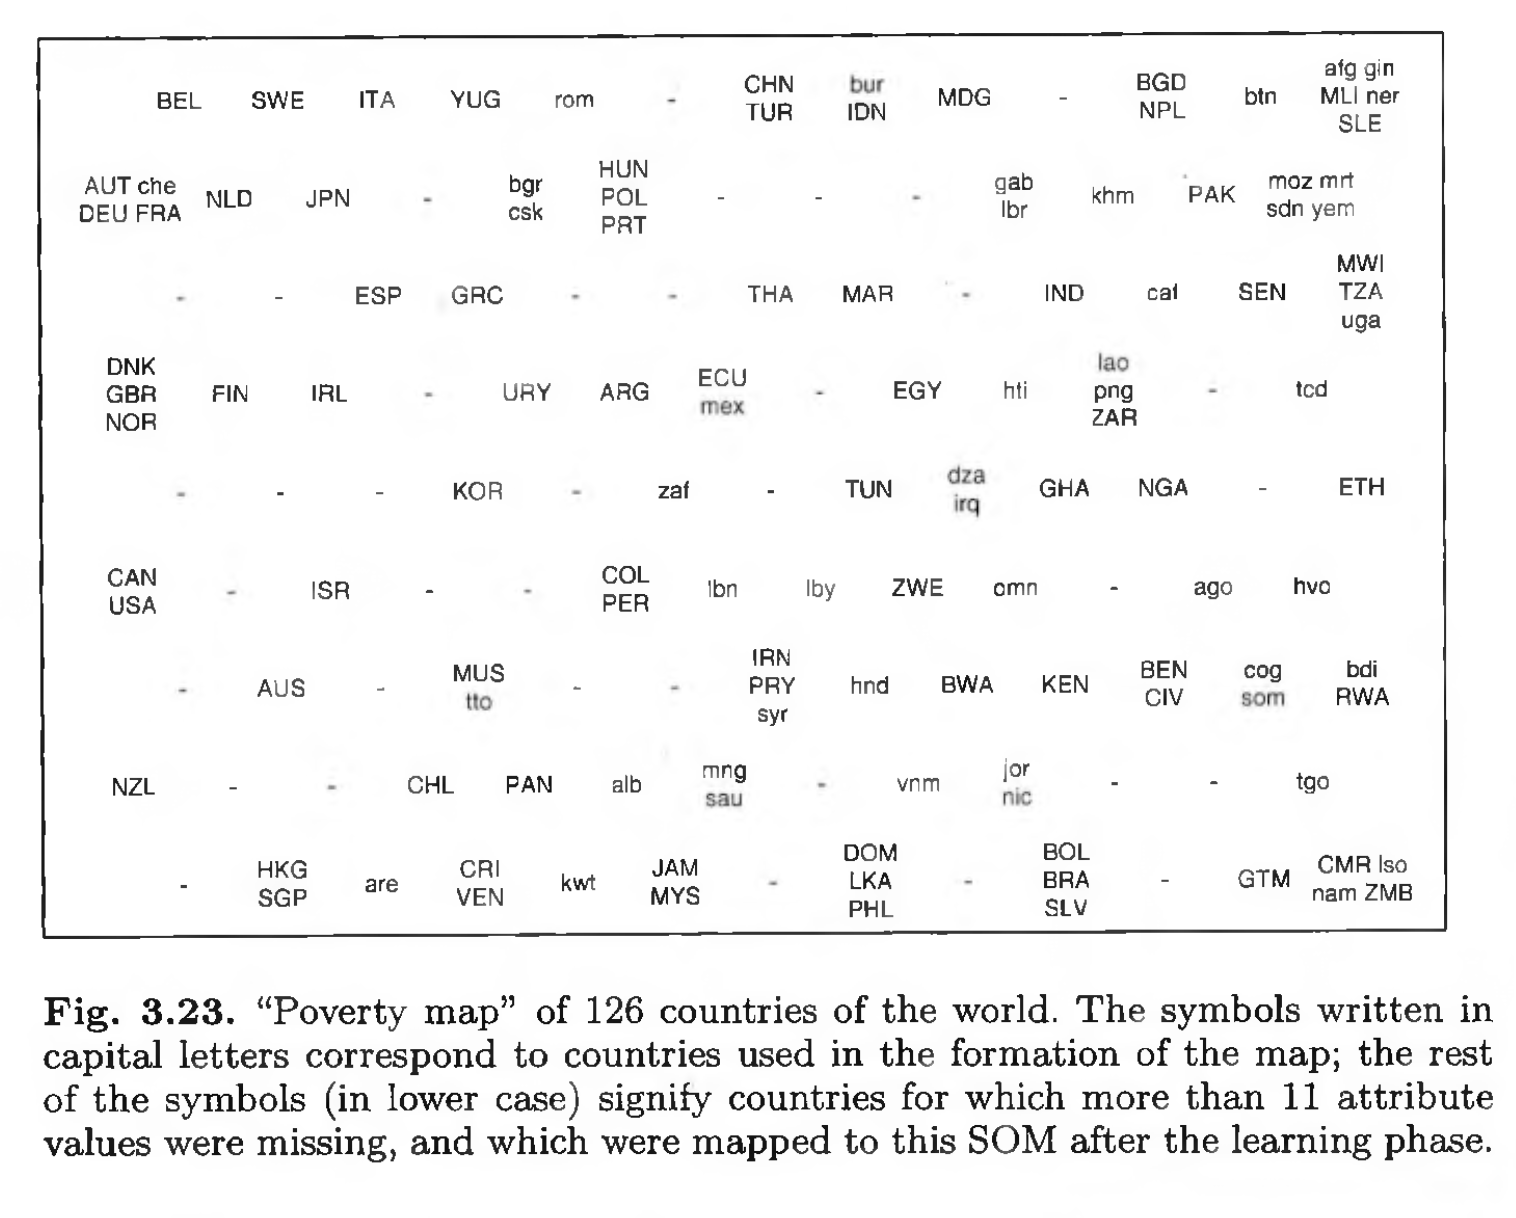 BEL SWE ITA YUG rom - CHN bur MDG - BGD btn afg gin
TUR IDN NPL MLI ner
SLE
AUT che NLD JPN - bgr HUN - - - gab khm PAK moz mrt
DEU FRA csk POL lbr sdn yem
PRT
- - ESP GRC - - THA MAR - IND caf SEN MWI
TZA
uga
DNK FIN IRL - URY ARG ECU - EGY hti lao - tcd
GBR mex png
NOR ZAR
- - - KOR - zaf - TUN dza GHA NGA - ETH
irq
CAN - ISR - - COL lbn lby ZWE omn - ago hvo
USA PER
- AUS - MUS - - IRN hnd BWA KEN BEN cog bdi
tto PRY CIV som RWA
syr
NZL - - CHL PAN alb mng - vnm jor - - tgo
sau nic
- HKG are CRI kwt JAM - DOM - BOL - GTM CMR lso
SGP VEN MYS LKA BRA nam ZMB
PHL SLV
Fig. 3.23. “Poverty map” of 126 countries of the world. The symbols written in
capital letters correspond to countries used in the formation of the map; the rest
of the symbols (in lower case) signify countries for which more than 11 attribute
values were missing, and which were mapped to this SOM after the learning phase.